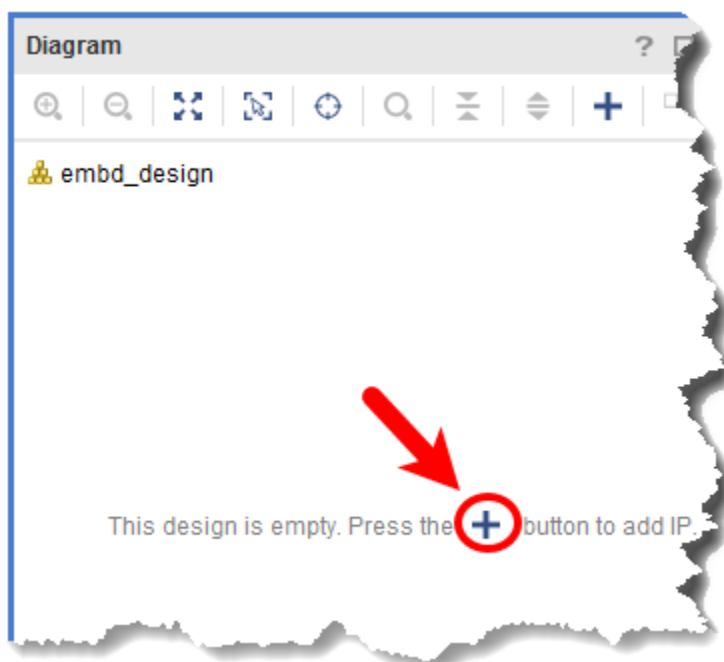 Diagram
?
embd_design
This design is empty. Press the + button to add IP.